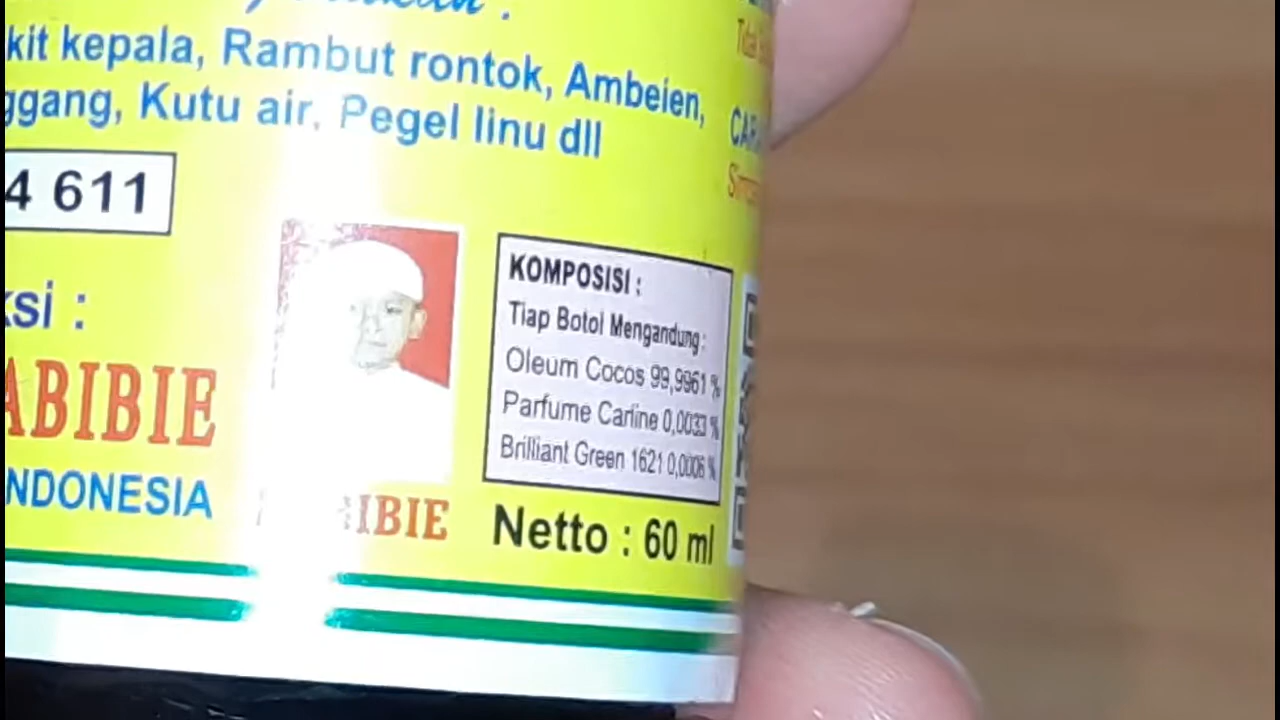 kit kepala, Rambut rontok, Ambeien,
ggang, Kutu air, Pegel linu dll
4 611
ksi :
ABIBIE
NDONESIA
IBIE
KOMPOSISI :
Tiap Botol Mengandung :
Oleum Cocos 99,9961 %
Parfume Carline 0,0033 %
Brilliant Green 1621 0,0006 %
Netto : 60 ml